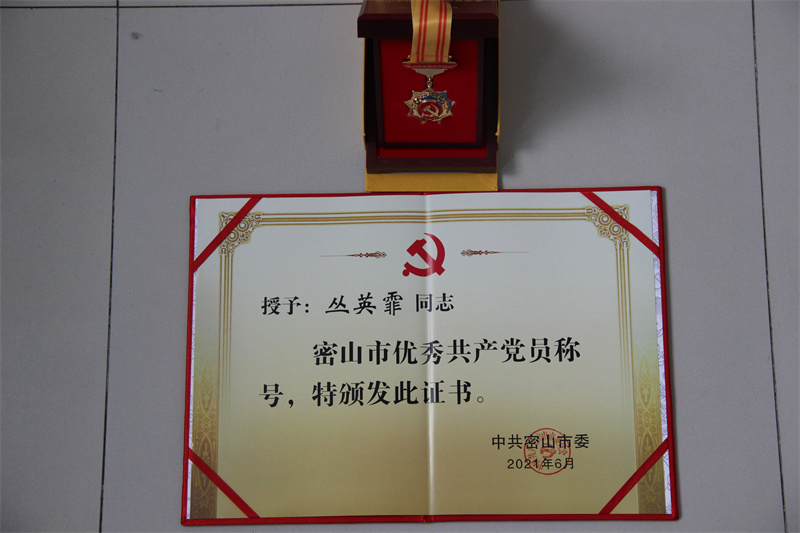 授予：丛英霏同志
密山市优秀共产党员称
号，特颁发此证书。
中共密山市委
2021年6月